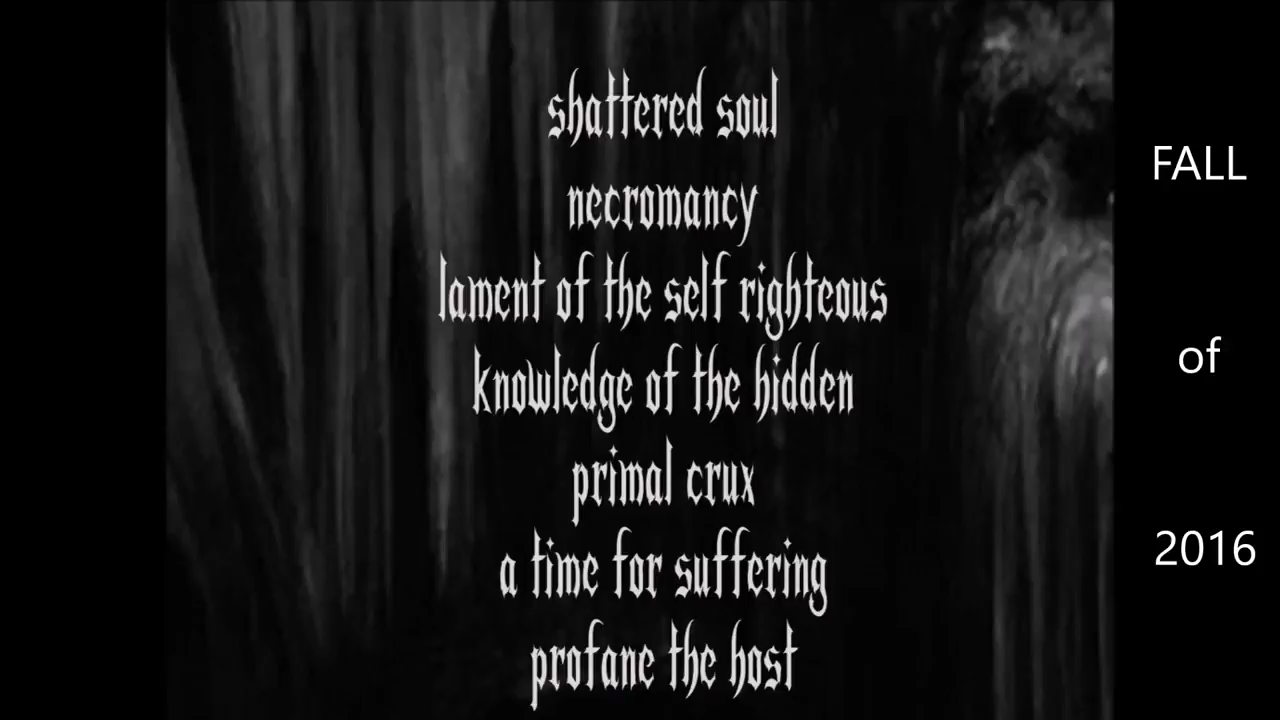 shattered soul
necromancy
lament of the self righteous
knowledge of the hidden
primal crux
a time for suffering
profane the host
FALL
of
2016